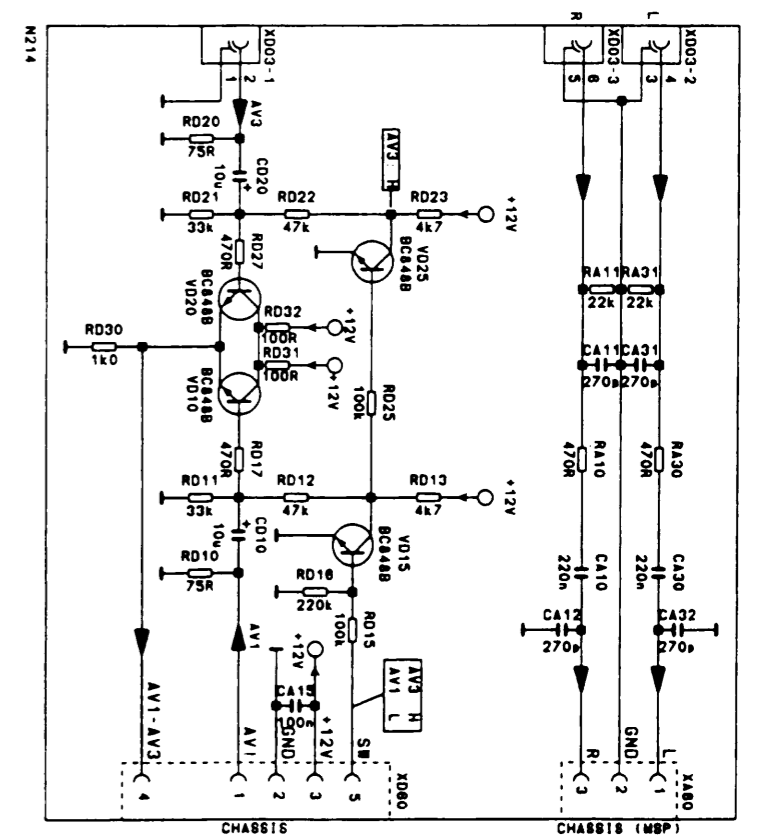 N214
XD03-1
1 2
R
XD03-3
5 6
L
XD03-2
3 4
AV3
RD20
75R
10u
CD20
+
AV3 H
RD21
33k
RD22
47k
RD23
4k7
+12V
RD27
470R
VD25
BC848B
BC848B
VD20
RD32
100R
+12V
RD31
100R
+12V
RD30
1k0
BC848B
VD10
RD25
100k
RA11
22k
RA31
22k
CA11
270p
CA31
270p
RD17
470R
RA10
470R
RA30
470R
RD11
33k
RD12
47k
RD13
4k7
+12V
10u
CD10
+
VD15
BC848B
RD10
75R
RD16
220k
RD15
100k
CA10
220n
CA30
220n
CA12
270p
CA32
270p
AV1
+12V
CA15
100n
AV3 H
AV1 L
AV1-AV3
AV1
GND
+12V
SW
R
GND
L
4 1 2 3 5
XD60
3 2 1
XA60
CHASSIS
CHASSIS (MSP)